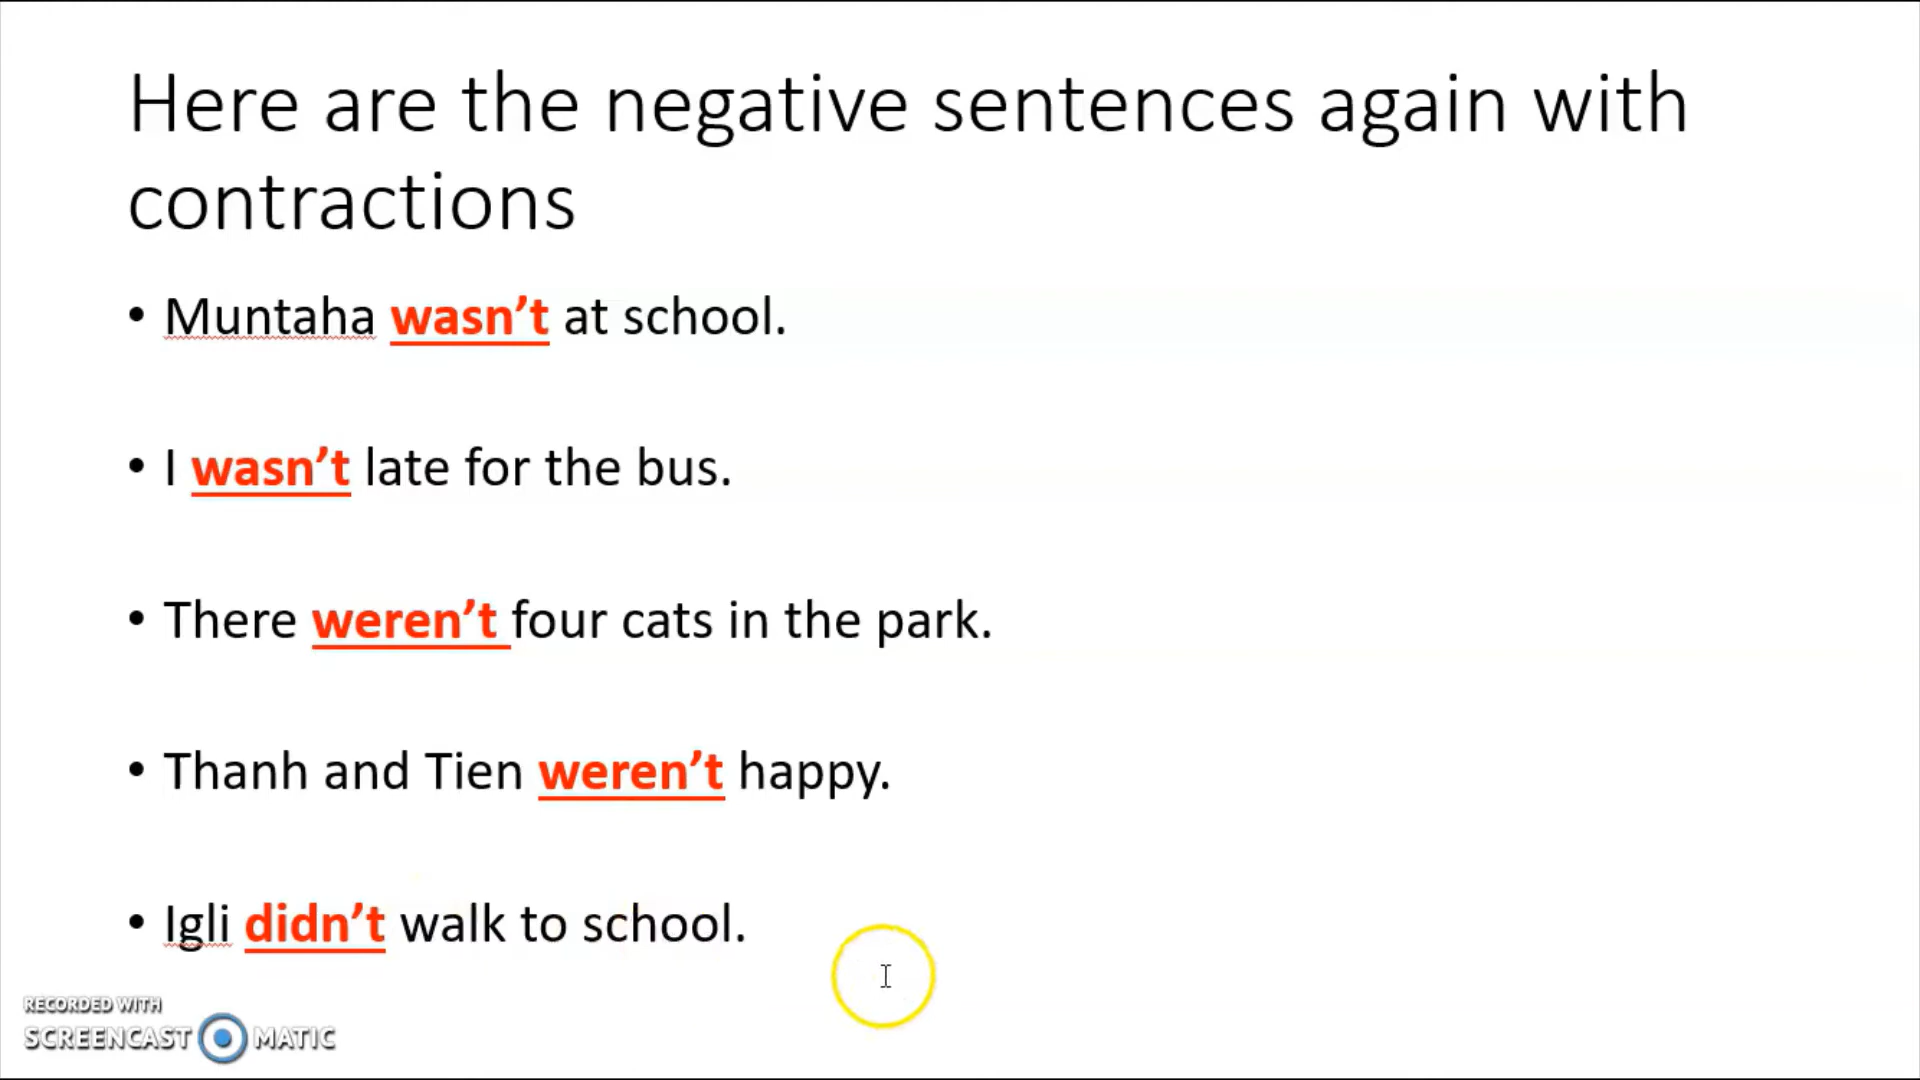 Here are the negative sentences again with
contractions
• Muntaha wasn’t at school.
• I wasn’t late for the bus.
• There weren’t four cats in the park.
• Thanh and Tien weren’t happy.
• Igli didn’t walk to school.
RECORDED WITH
SCREENCAST MATIC